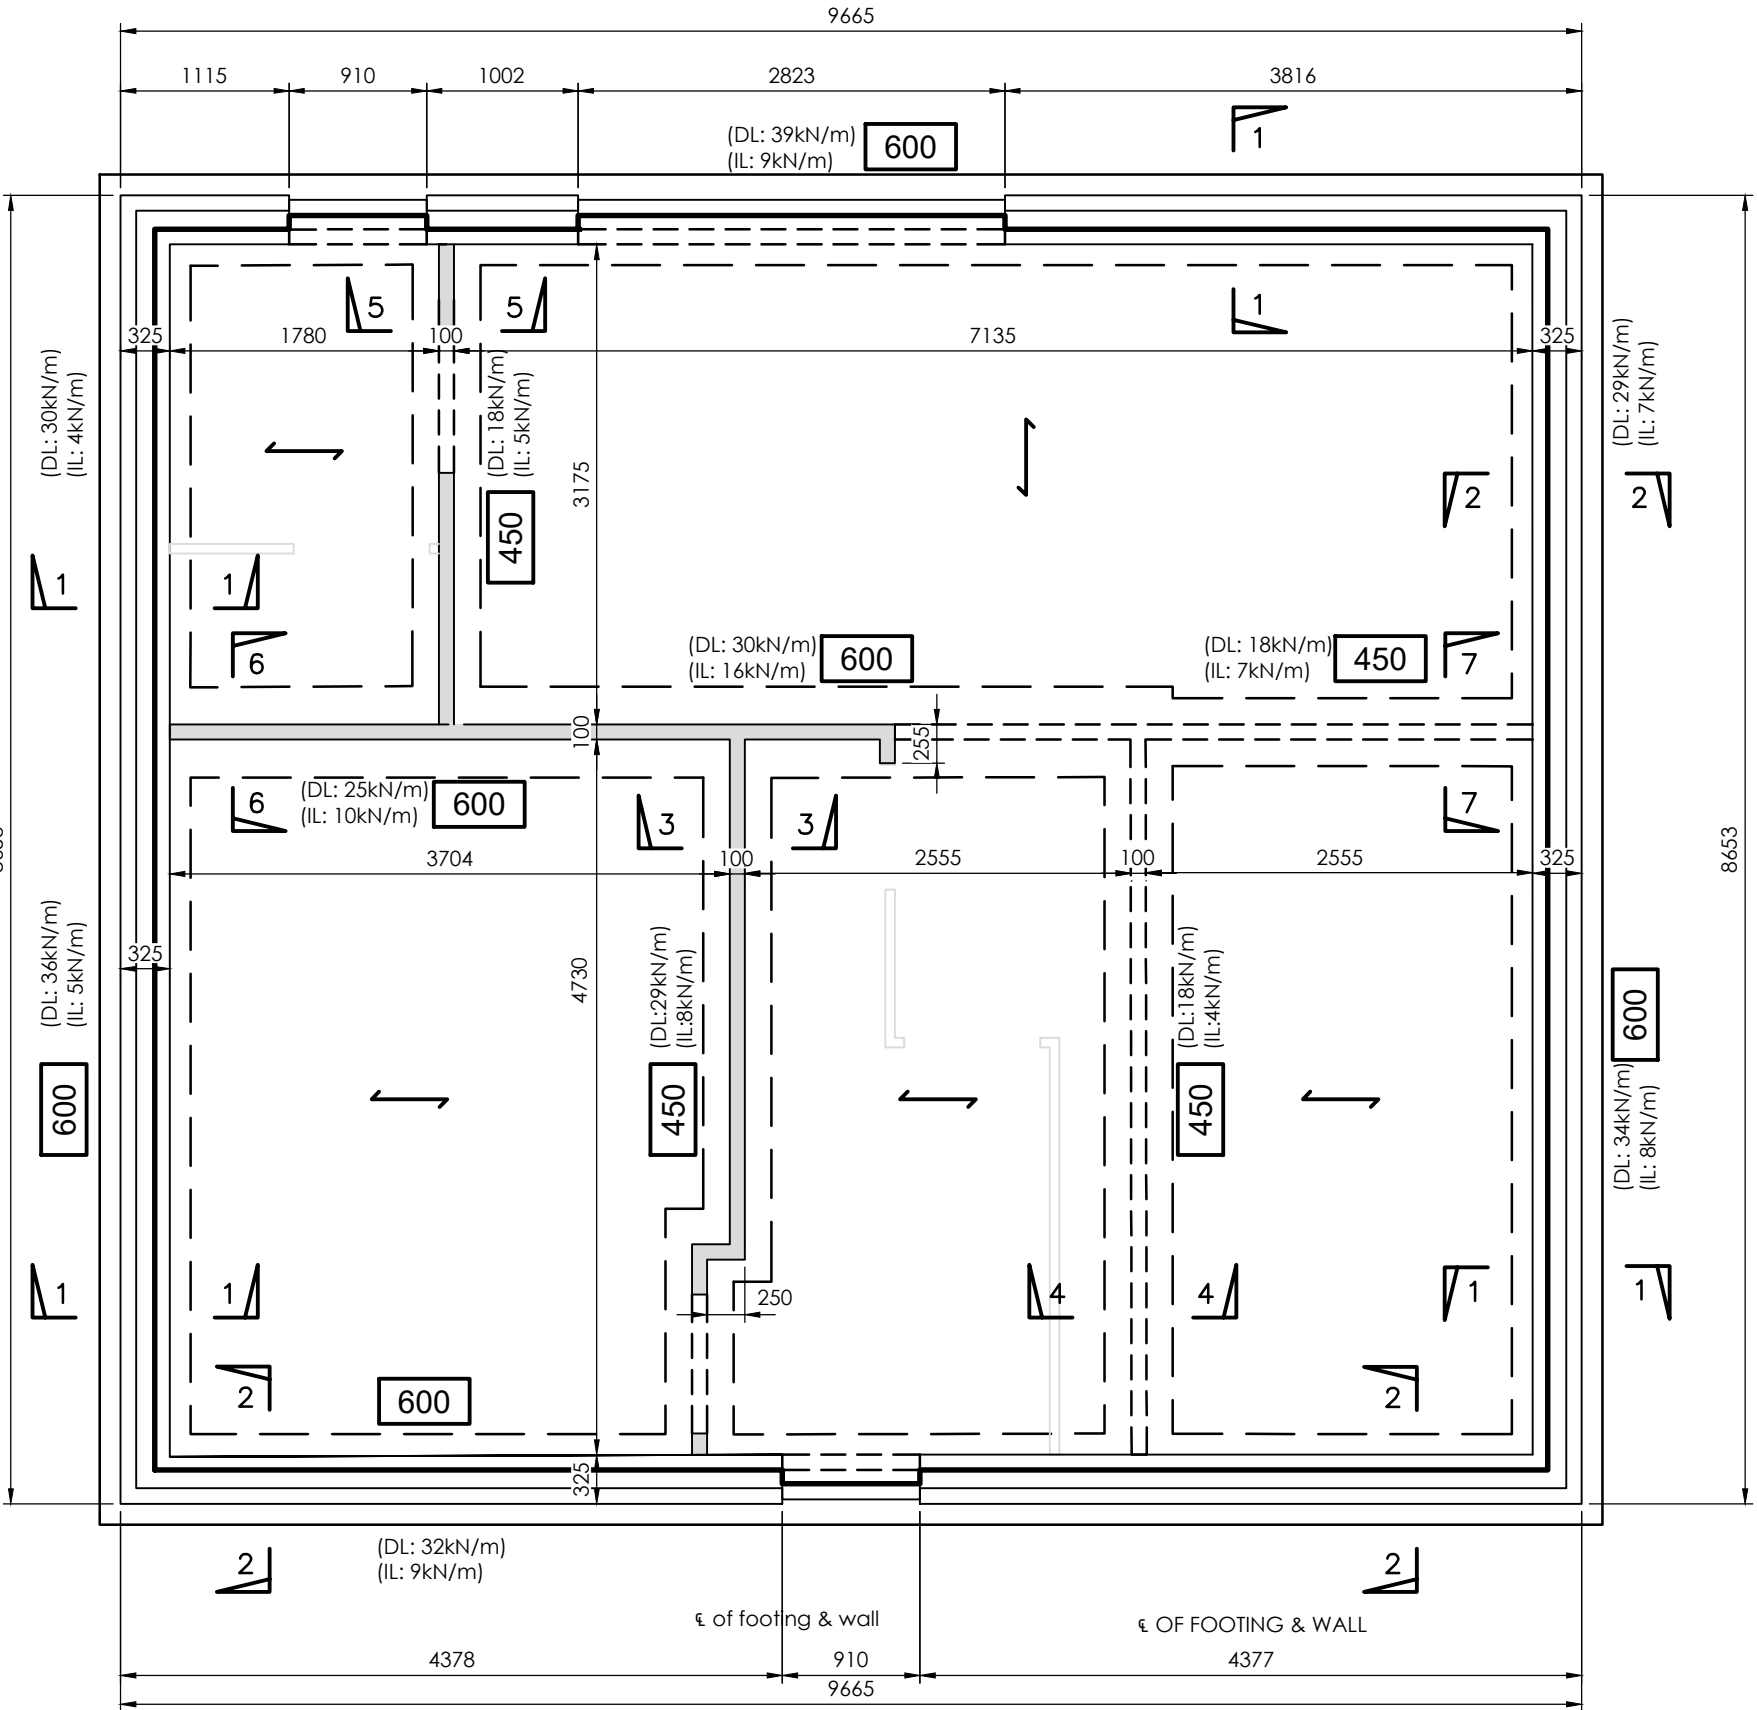 9665
1115 910 1002 2823 3816
(DL: 39kN/m)
(IL: 9kN/m)
600
1
5 5 1
325 1780 100 7135 325
(DL: 30kN/m)
(IL: 4kN/m)
(DL: 18kN/m)
(IL: 5kN/m)
450
3175
(DL: 29kN/m)
(IL: 7kN/m)
2 2
1 1
6
(DL: 30kN/m)
(IL: 16kN/m)
600
(DL: 18kN/m)
(IL: 7kN/m)
450
7
100
255
6
(DL: 25kN/m)
(IL: 10kN/m)
600
3 3
7
8653
3704 100 2555 100 2555 325
(DL: 36kN/m)
(IL: 5kN/m)
600
325
4730
(DL:29kN/m)
(IL:8kN/m)
450
(DL:18kN/m)
(IL:4kN/m)
450
600
(DL: 34kN/m)
(IL: 8kN/m)
1 1
250
4 4
1 1
2
600
2
325
2
(DL: 32kN/m)
(IL: 9kN/m)
2
℄ of footing & wall
℄ OF FOOTING & WALL
4378 910 4377
9665